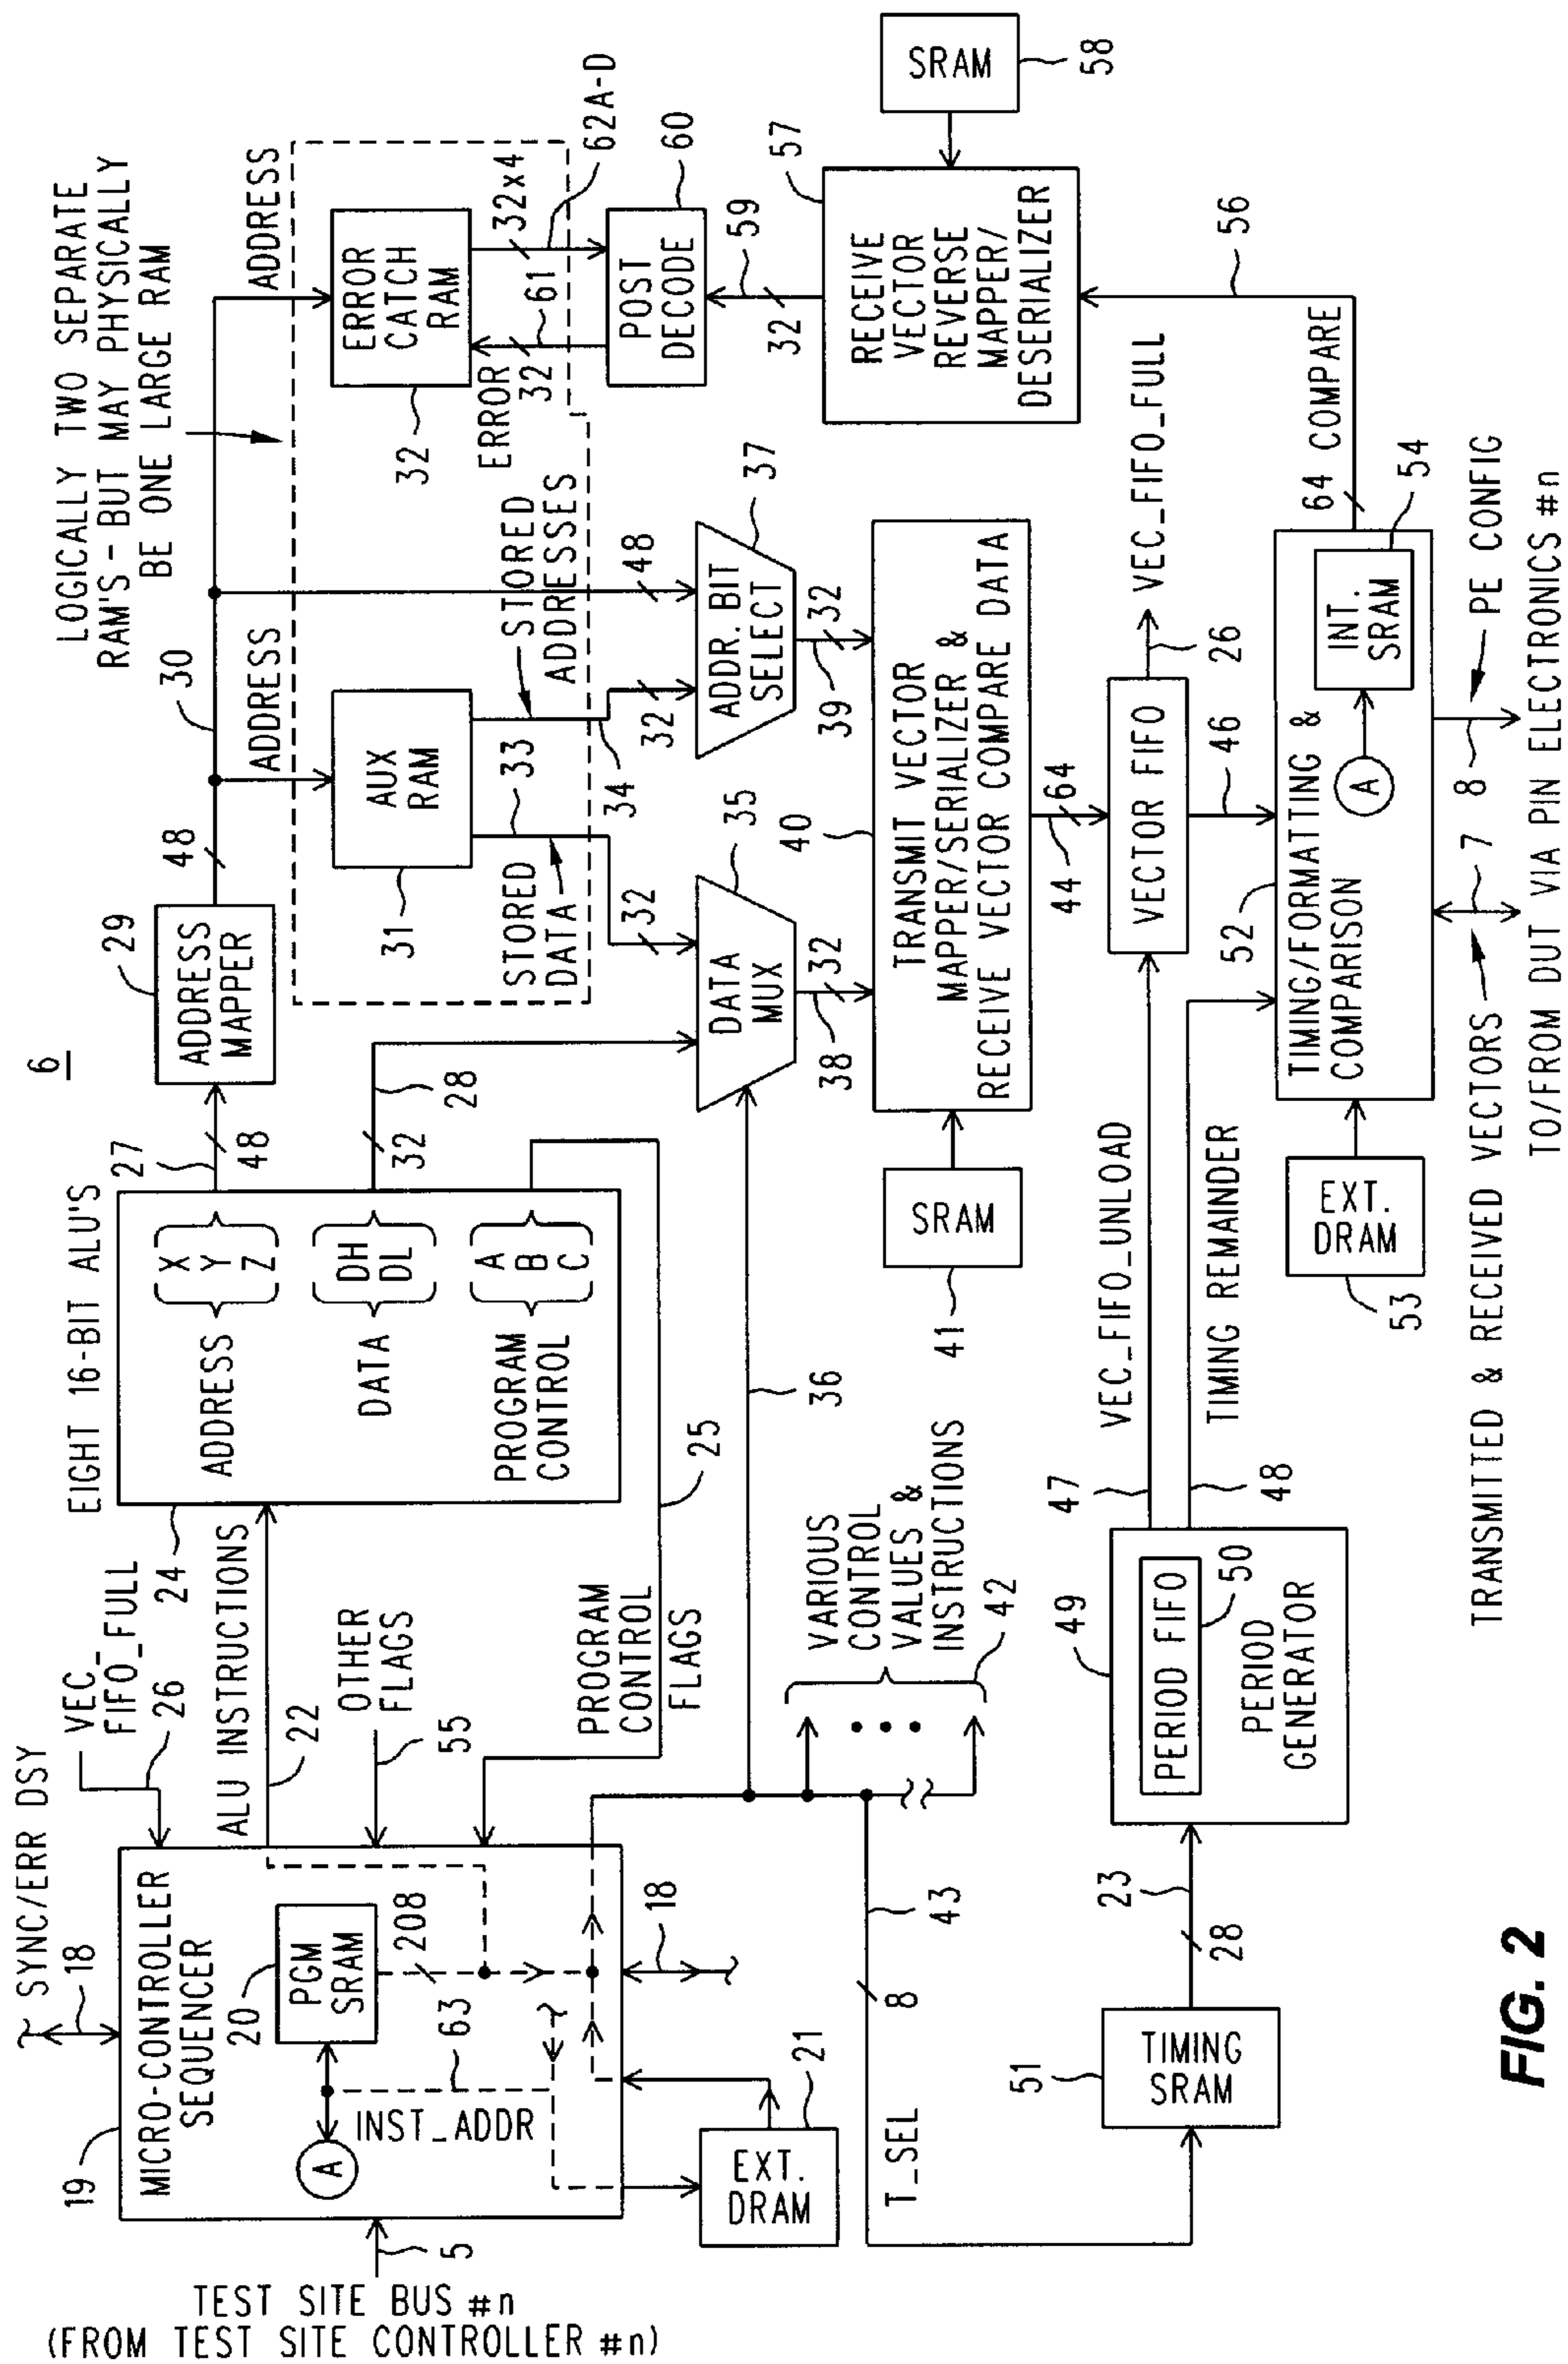 6
LOGICALLY TWO SEPARATE
RAM'S - BUT MAY PHYSICALLY
BE ONE LARGE RAM
SYNC/ERR DSY
18
VEC_
FIFO_FULL
26
TEST SITE BUS #n
(FROM TEST SITE CONTROLLER #n)
5
19
MICRO-CONTROLLER
SEQUENCER
20
PGM
SRAM
208
63
A
INST_ADDR
18
EXT.
DRAM
21
ALU INSTRUCTIONS
22
OTHER
FLAGS
55
PROGRAM
CONTROL
FLAGS
25
EIGHT 16-BIT ALU'S
24
ADDRESS
X
Y
Z
DATA
DH
DL
PROGRAM
CONTROL
A
B
C
27
48
32
28
29
ADDRESS
MAPPER
48
30
ADDRESS
ADDRESS
AUX
RAM
31
33
STORED
DATA
34
STORED
ADDRESSES
32
32
48
ERROR
CATCH
RAM
32
ERROR
32
61
32x4
62A-D
POST
DECODE
60
59
32
36
DATA
MUX
35
ADDR. BIT
SELECT
37
38
32
39
32
VARIOUS
CONTROL
VALUES &
INSTRUCTIONS
42
SRAM
41
40
TRANSMIT VECTOR
MAPPER/SERIALIZER &
RECEIVE VECTOR COMPARE DATA
RECEIVE
VECTOR
REVERSE
MAPPER/
DESERIALIZER
57
SRAM
58
44
64
VECTOR FIFO
26
VEC_FIFO_FULL
46
56
64
COMPARE
T_SEL
43
8
51
TIMING
SRAM
23
28
49
PERIOD FIFO
50
PERIOD
GENERATOR
47
VEC_FIFO_UNLOAD
48
TIMING REMAINDER
52
TIMING/FORMATTING &
COMPARISON
A
INT.
SRAM
54
EXT.
DRAM
53
7
8
PE CONFIG
TRANSMITTED & RECEIVED VECTORS
TO/FROM DUT VIA PIN ELECTRONICS #n
FIG. 2